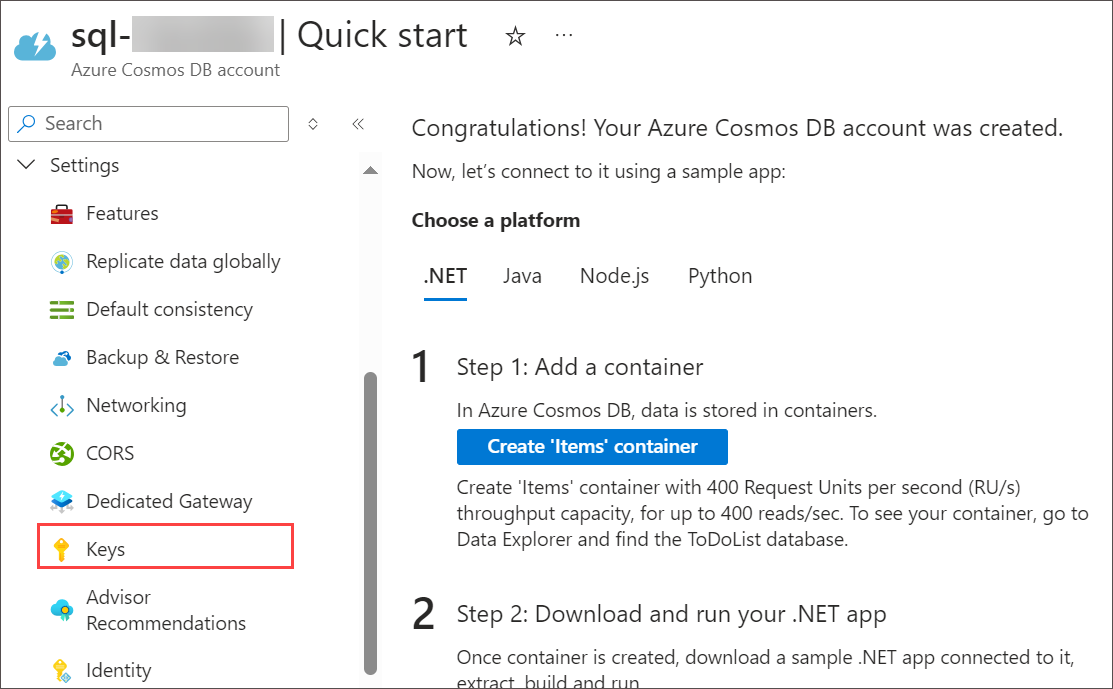 sql- | Quick start
Azure Cosmos DB account
Search
Settings
Features
Replicate data globally
Default consistency
Backup & Restore
Networking
CORS
Dedicated Gateway
Keys
Advisor
Recommendations
Identity
Congratulations! Your Azure Cosmos DB account was created.
Now, let’s connect to it using a sample app:
Choose a platform
.NET Java Node.js Python
1 Step 1: Add a container
In Azure Cosmos DB, data is stored in containers.
Create 'Items' container
Create 'Items' container with 400 Request Units per second (RU/s)
throughput capacity, for up to 400 reads/sec. To see your container, go to
Data Explorer and find the ToDoList database.
2 Step 2: Download and run your .NET app
Once container is created, download a sample .NET app connected to it,
extract, build and run.